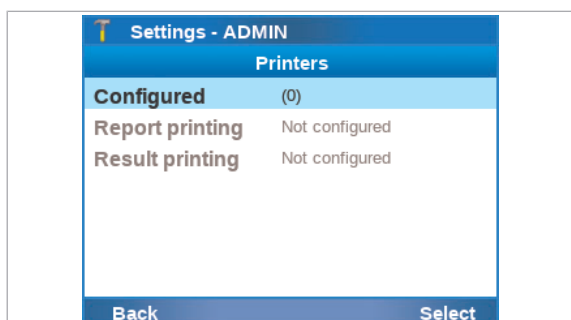 Settings - ADMIN
Printers
Configured (0)
Report printing Not configured
Result printing Not configured
Back Select